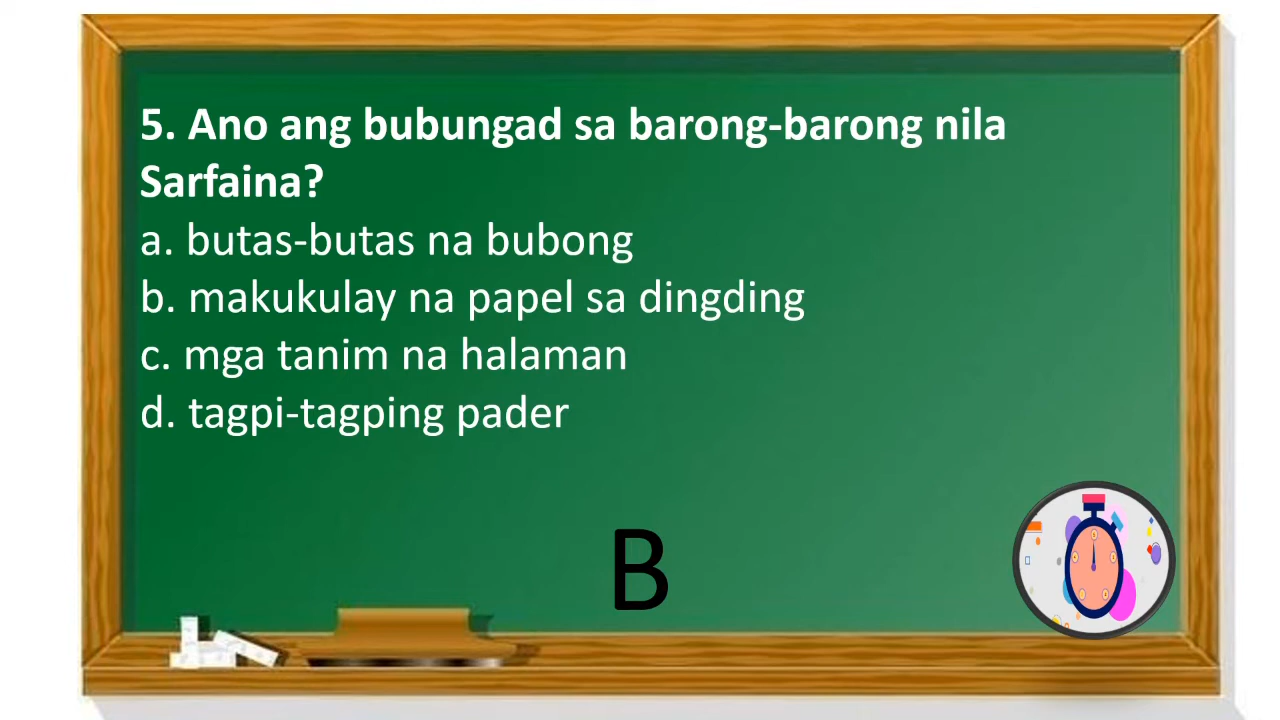 5. Ano ang bubungad sa barong-barong nila
Sarfaina?
a. butas-butas na bubong
b. makukulay na papel sa dingding
c. mga tanim na halaman
d. tagpi-tagping pader
B